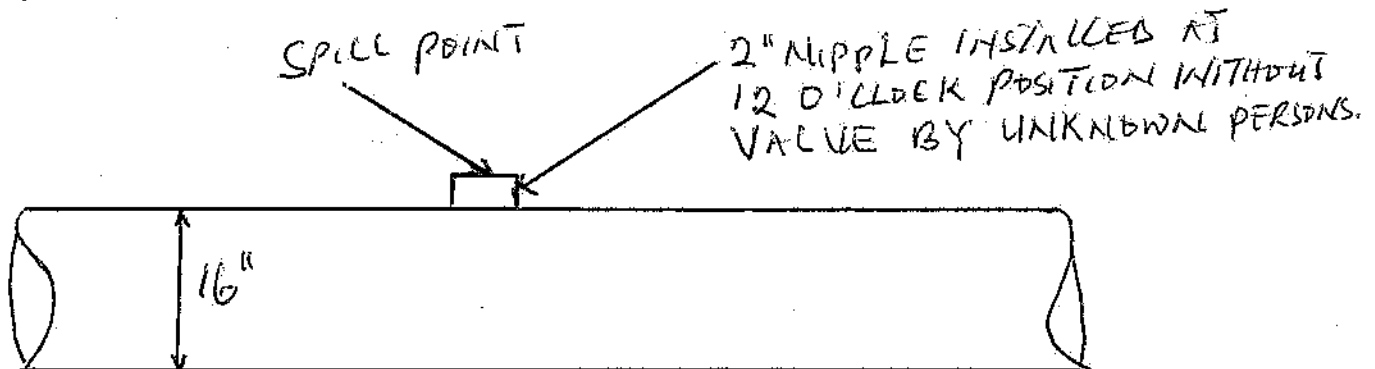 SPILL POINT
2" NIPPLE INSTALLED AT
12 O'CLOCK POSITION WITHOUT
VALVE BY UNKNOWN PERSONS.
16"